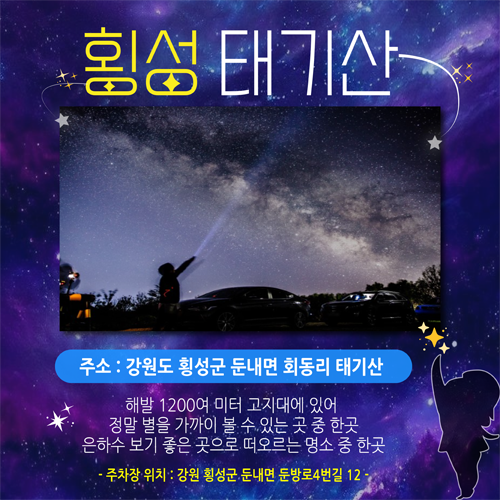 횡성 태기산
주소 : 강원도 횡성군 둔내면 회동리 태기산
해발 1200여 미터 고지대에 있어
정말 별을 가까이 볼 수 있는 곳 중 한곳
은하수 보기 좋은 곳으로 떠오르는 명소 중 한곳
- 주차장 위치 : 강원 횡성군 둔내면 둔방로4번길 12 -